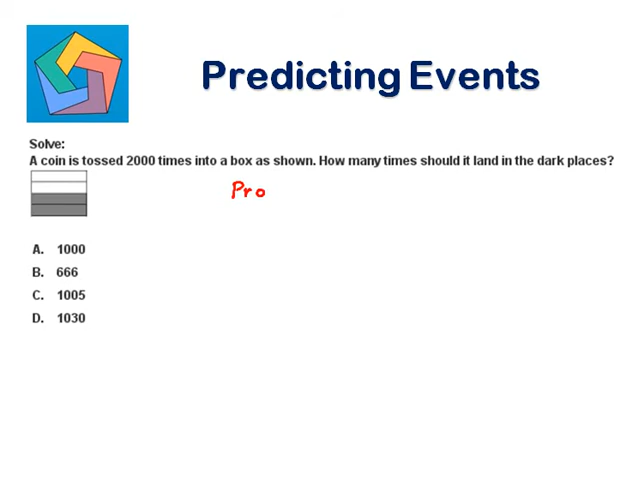 Predicting Events
Solve:
A coin is tossed 2000 times into a box as shown. How many times should it land in the dark places?
Pro
A. 1000
B. 666
C. 1005
D. 1030